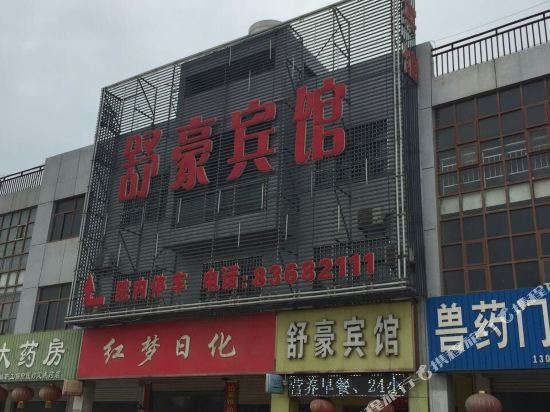 舒豪宾馆
院内停车 电话:83682111
大药房
红梦日化
舒豪宾馆
兽药门
营养早餐、24小